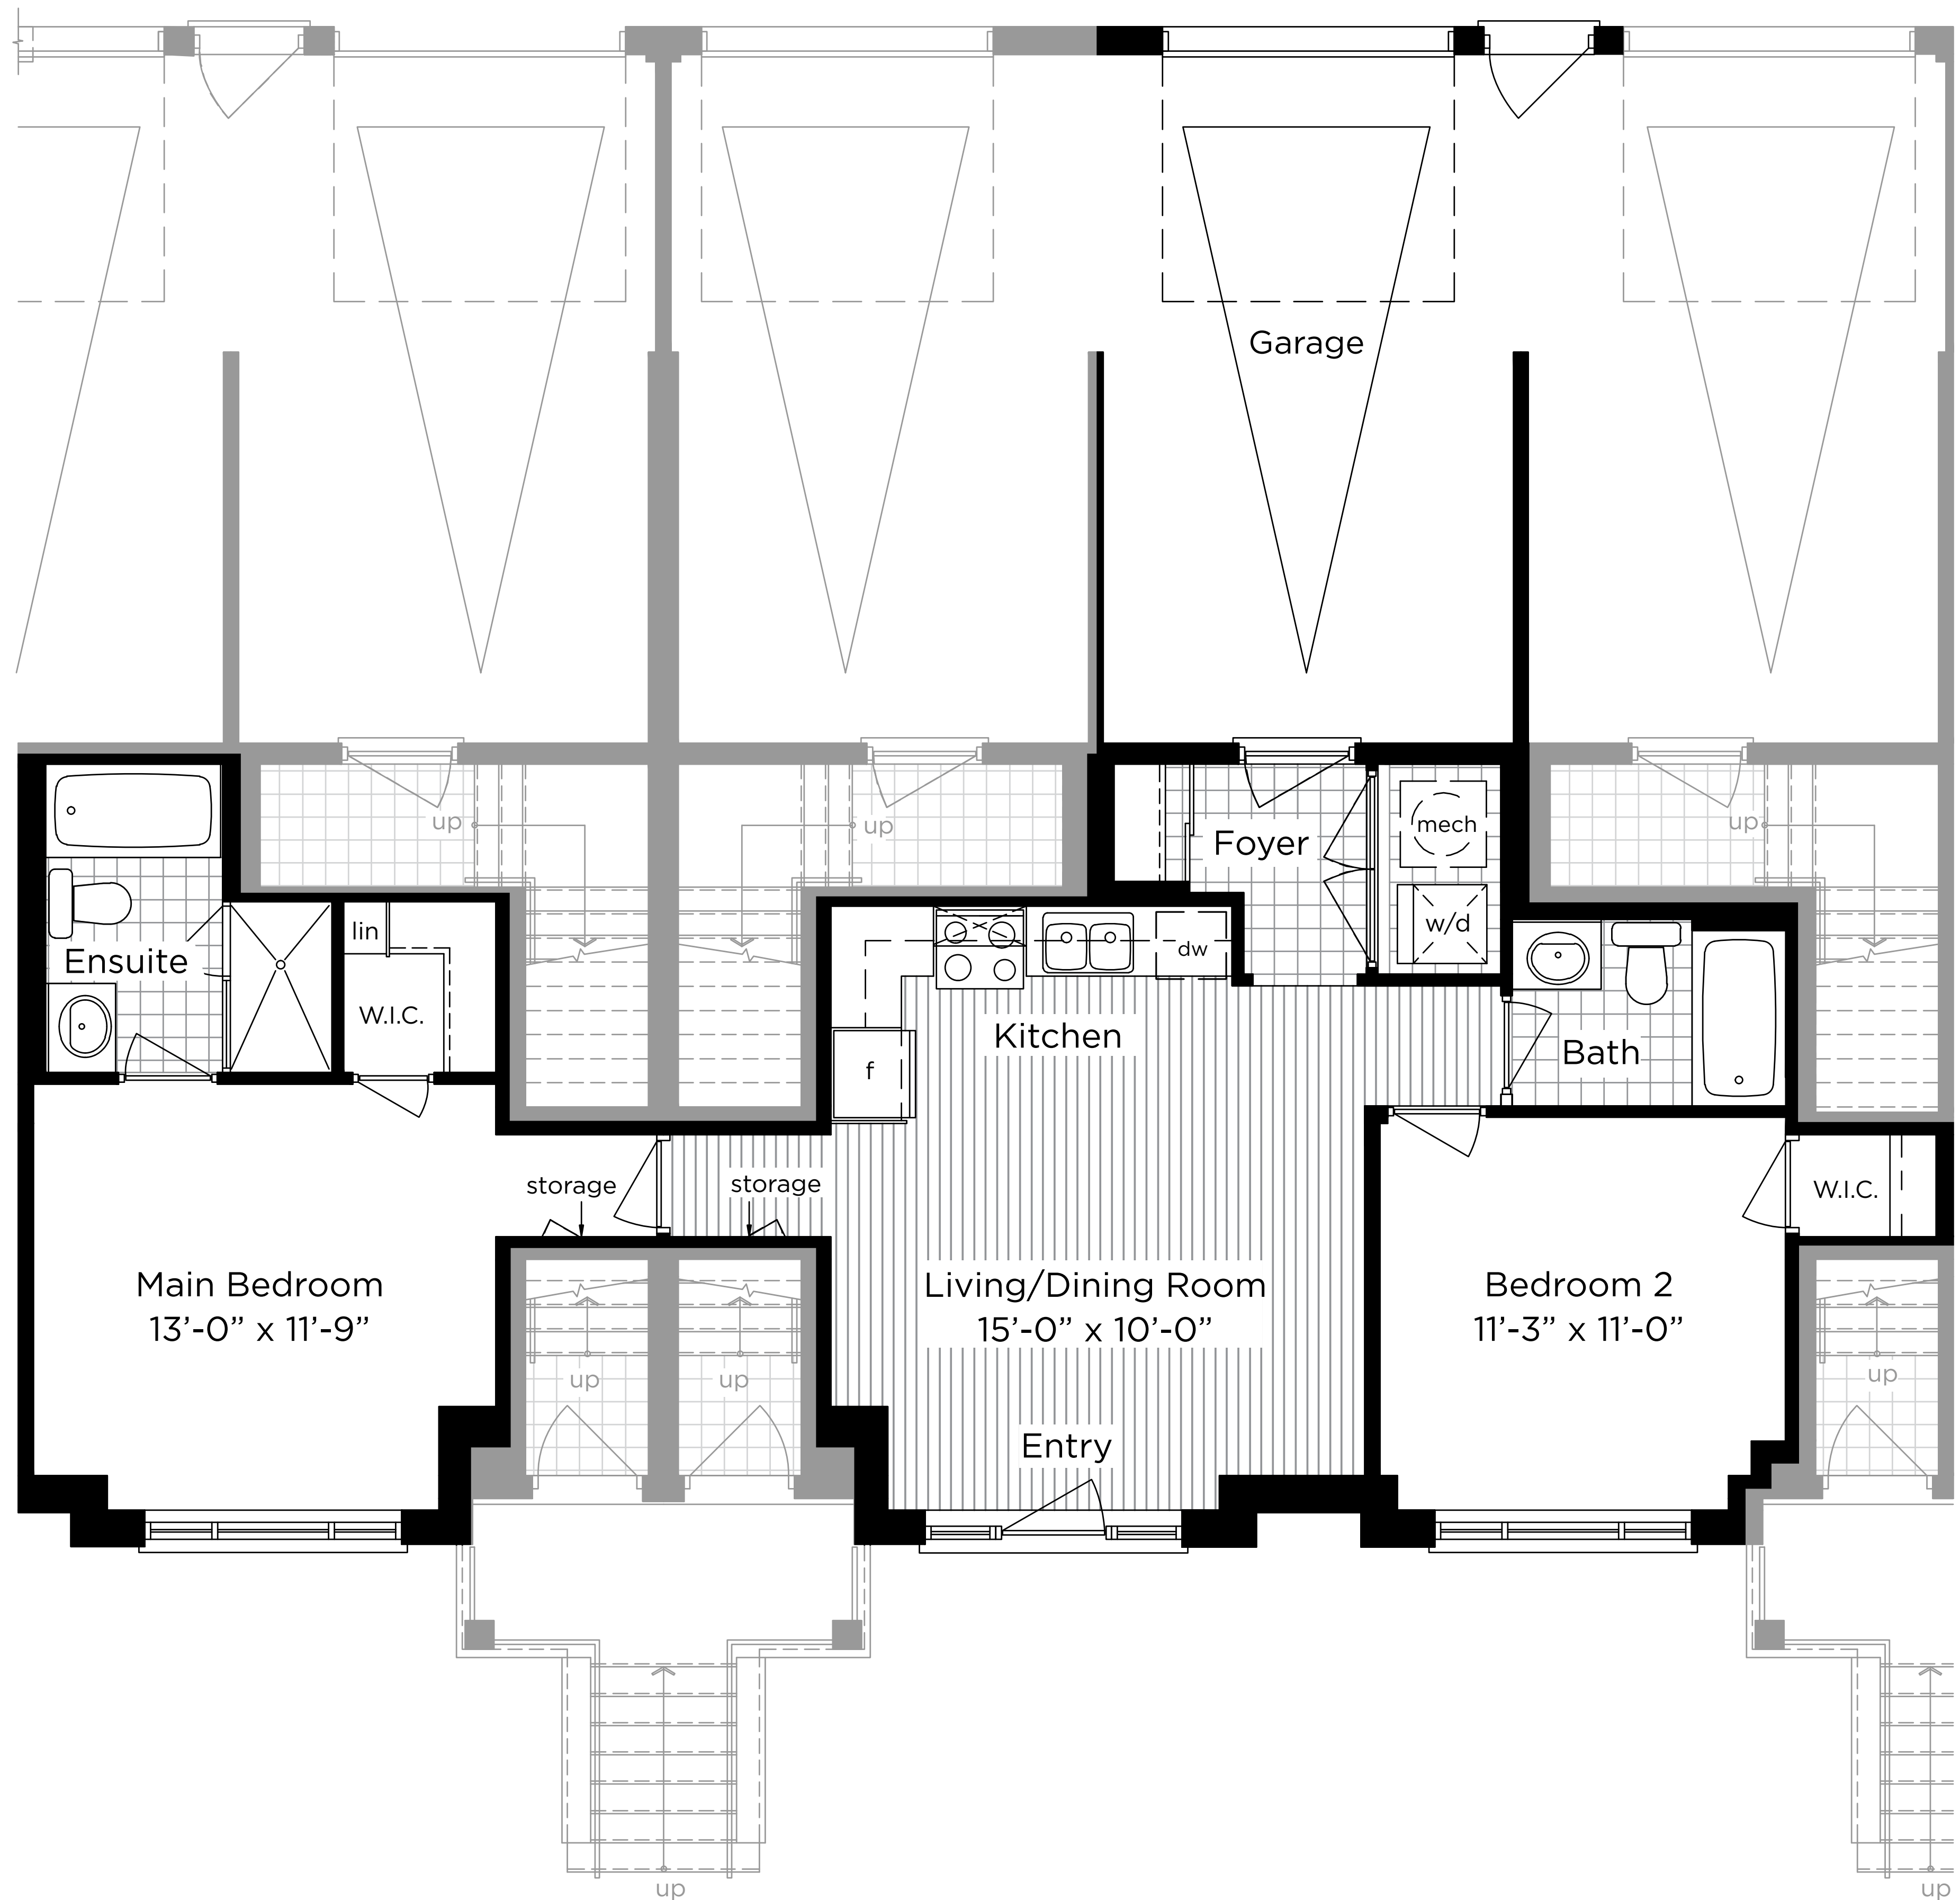 Garage
up
up
Foyer
mech
up
lin
w/d
Ensuite
dw
W.I.C.
Kitchen
f
Bath
storage
storage
W.I.C.
Main Bedroom
13’-0” x 11’-9”
Living/Dining Room
15’-0” x 10’-0”
Bedroom 2
11’-3” x 11’-0”
up
up
up
Entry
up
up